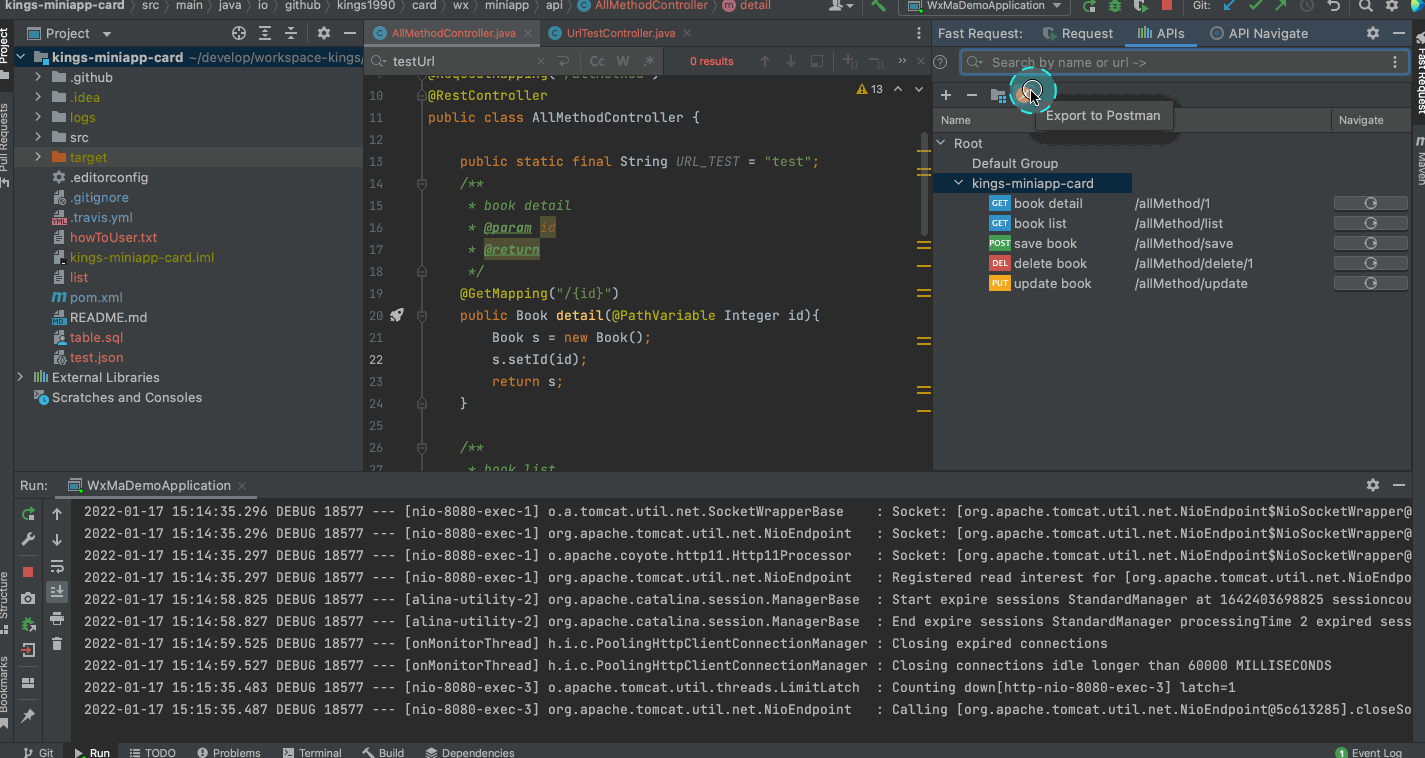 kings-miniapp-card src main java io github kings1990 card wx miniapp api AllMethodController m detail
WxMaDemoApplication
Git:
Project
AllMethodController.java
UrlTestController.java
Fast Request: Request APIs API Navigate
Project
Pull Requests
Structure
Bookmarks
kings-miniapp-card ~/develop/workspace-kings/
.github
.idea
logs
src
target
.editorconfig
.gitignore
.travis.yml
howToUser.txt
kings-miniapp-card.iml
list
pom.xml
README.md
table.sql
test.json
External Libraries
Scratches and Consoles
testUrl Cc W .* 0 results
13
10 @RestController
11 public class AllMethodController {
12
13 public static final String URL_TEST = "test";
14 /**
15 * book detail
16 * @param id
17 * @return
18 */
19 @GetMapping("/{id}")
20 public Book detail(@PathVariable Integer id){
21 Book s = new Book();
22 s.setId(id);
23 return s;
24 }
25
26 /**
27 * book list
Search by name or url ->
Export to Postman
Name Navigate
Root
Default Group
kings-miniapp-card
GET book detail /allMethod/1
GET book list /allMethod/list
POST save book /allMethod/save
DEL delete book /allMethod/delete/1
PUT update book /allMethod/update
Fast Request
Maven
Run: WxMaDemoApplication
2022-01-17 15:14:35.296 DEBUG 18577 --- [nio-8080-exec-1] o.a.tomcat.util.net.SocketWrapperBase : Socket: [org.apache.tomcat.util.net.NioEndpoint$NioSocketWrapper@
2022-01-17 15:14:35.296 DEBUG 18577 --- [nio-8080-exec-1] org.apache.tomcat.util.net.NioEndpoint : Socket: [org.apache.tomcat.util.net.NioEndpoint$NioSocketWrapper@
2022-01-17 15:14:35.297 DEBUG 18577 --- [nio-8080-exec-1] o.apache.coyote.http11.Http11Processor : Socket: [org.apache.tomcat.util.net.NioEndpoint$NioSocketWrapper@
2022-01-17 15:14:35.297 DEBUG 18577 --- [nio-8080-exec-1] org.apache.tomcat.util.net.NioEndpoint : Registered read interest for [org.apache.tomcat.util.net.NioEndpo
2022-01-17 15:14:58.825 DEBUG 18577 --- [alina-utility-2] org.apache.catalina.session.ManagerBase : Start expire sessions StandardManager at 1642403698825 sessioncou
2022-01-17 15:14:58.827 DEBUG 18577 --- [alina-utility-2] org.apache.catalina.session.ManagerBase : End expire sessions StandardManager processingTime 2 expired sess
2022-01-17 15:14:59.525 DEBUG 18577 --- [onMonitorThread] h.i.c.PoolingHttpClientConnectionManager : Closing expired connections
2022-01-17 15:14:59.527 DEBUG 18577 --- [onMonitorThread] h.i.c.PoolingHttpClientConnectionManager : Closing connections idle longer than 60000 MILLISECONDS
2022-01-17 15:15:35.483 DEBUG 18577 --- [nio-8080-exec-3] o.apache.tomcat.util.threads.LimitLatch : Counting down[http-nio-8080-exec-3] latch=1
2022-01-17 15:15:35.487 DEBUG 18577 --- [nio-8080-exec-3] org.apache.tomcat.util.net.NioEndpoint : Calling [org.apache.tomcat.util.net.NioEndpoint@5c613285].closeSo
Git Run TODO Problems Terminal Build Dependencies 1 Event Log